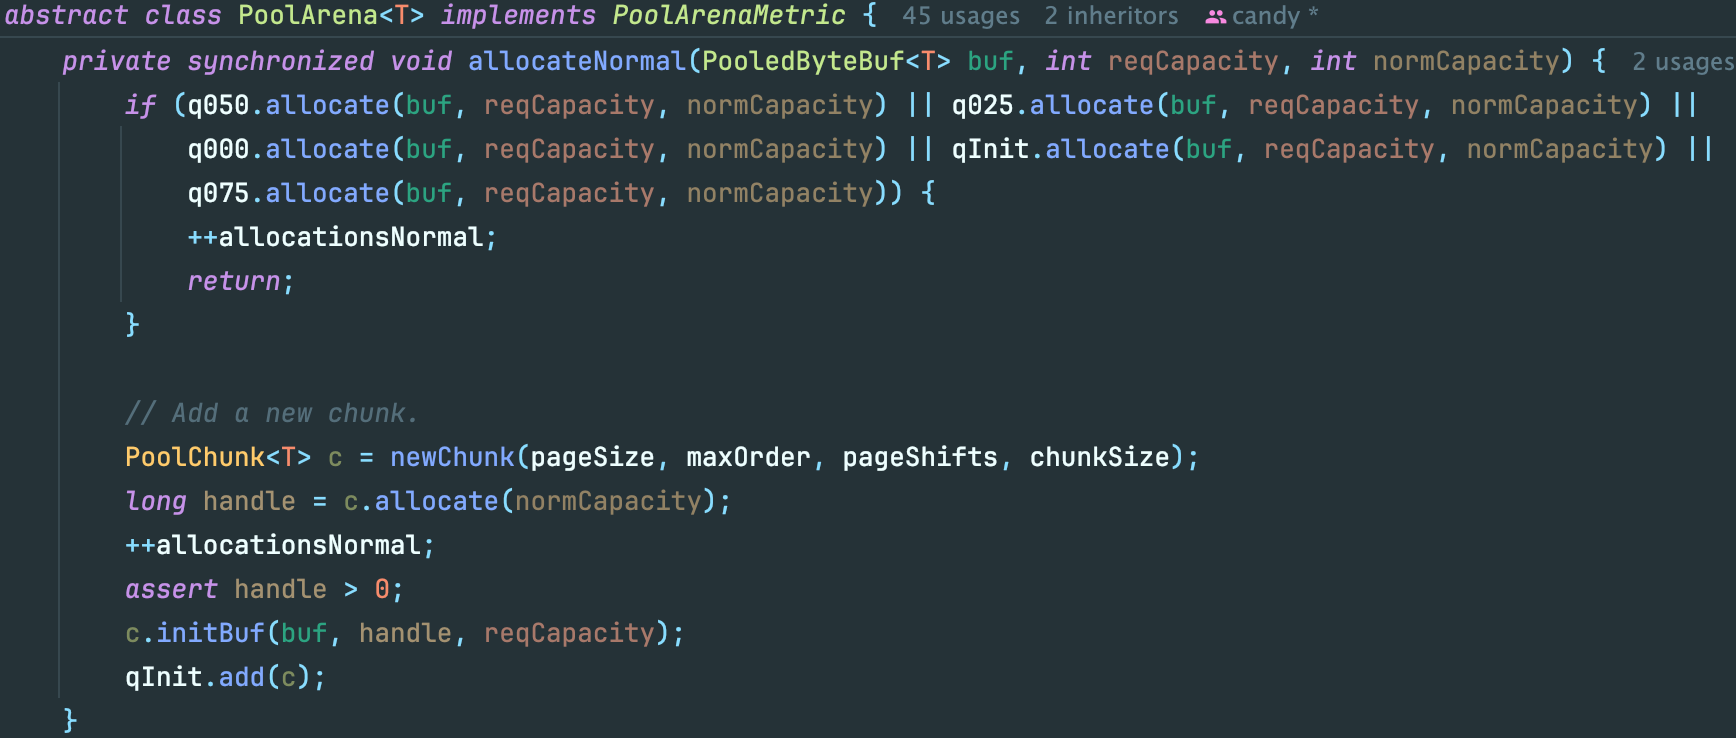 abstract class PoolArena<T> implements PoolArenaMetric { 45 usages 2 inheritors candy *
private synchronized void allocateNormal(PooledByteBuf<T> buf, int reqCapacity, int normCapacity) { 2 usages
if (q050.allocate(buf, reqCapacity, normCapacity) || q025.allocate(buf, reqCapacity, normCapacity) ||
q000.allocate(buf, reqCapacity, normCapacity) || qInit.allocate(buf, reqCapacity, normCapacity) ||
q075.allocate(buf, reqCapacity, normCapacity)) {
++allocationsNormal;
return;
}
// Add a new chunk.
PoolChunk<T> c = newChunk(pageSize, maxOrder, pageShifts, chunkSize);
long handle = c.allocate(normCapacity);
++allocationsNormal;
assert handle > 0;
c.initBuf(buf, handle, reqCapacity);
qInit.add(c);
}